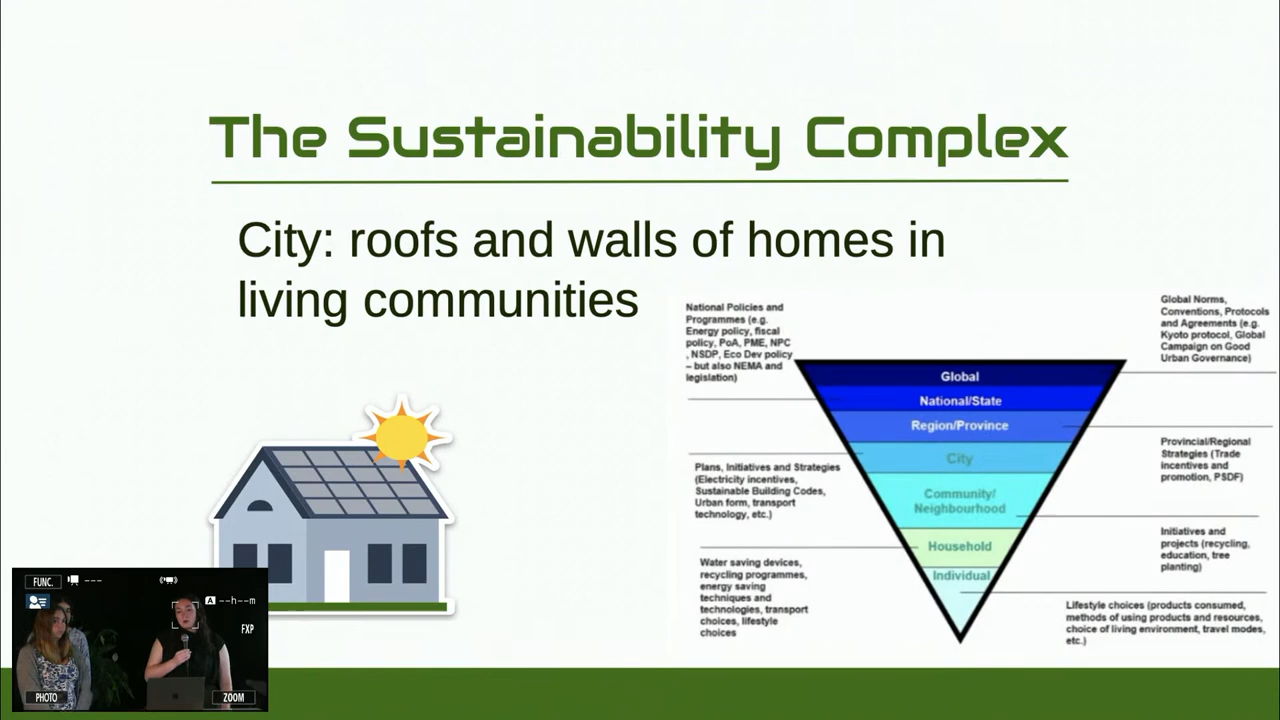 The Sustainability Complex
City: roofs and walls of homes in
living communities
National Policies and
Programmes (e.g.
Energy policy, fiscal
policy, PoA, PME, NPC
, NSDP, Eco Dev policy
– but also NEMA and
legislation)
Global Norms,
Conventions, Protocols
and Agreements (e.g.
Kyoto protocol, Global
Campaign on Good
Urban Governance)
Global
National/State
Region/Province
City
Community/
Neighbourhood
Household
Individual
Plans, Initiatives and Strategies
(Electricity incentives,
Sustainable Building Codes,
Urban form, transport
technology, etc.)
Provincial/Regional
Strategies (Trade
incentives and
promotion, PSDF)
Initiatives and
projects (recycling,
education, tree
planting)
Water saving devices,
recycling programmes,
energy saving
techniques and
technologies, transport
choices, lifestyle
choices
Lifestyle choices (products consumed,
methods of using products and resources,
choice of living environment, travel modes,
etc.)
FUNC.
---
A --h--m
FXP
PHOTO
ZOOM